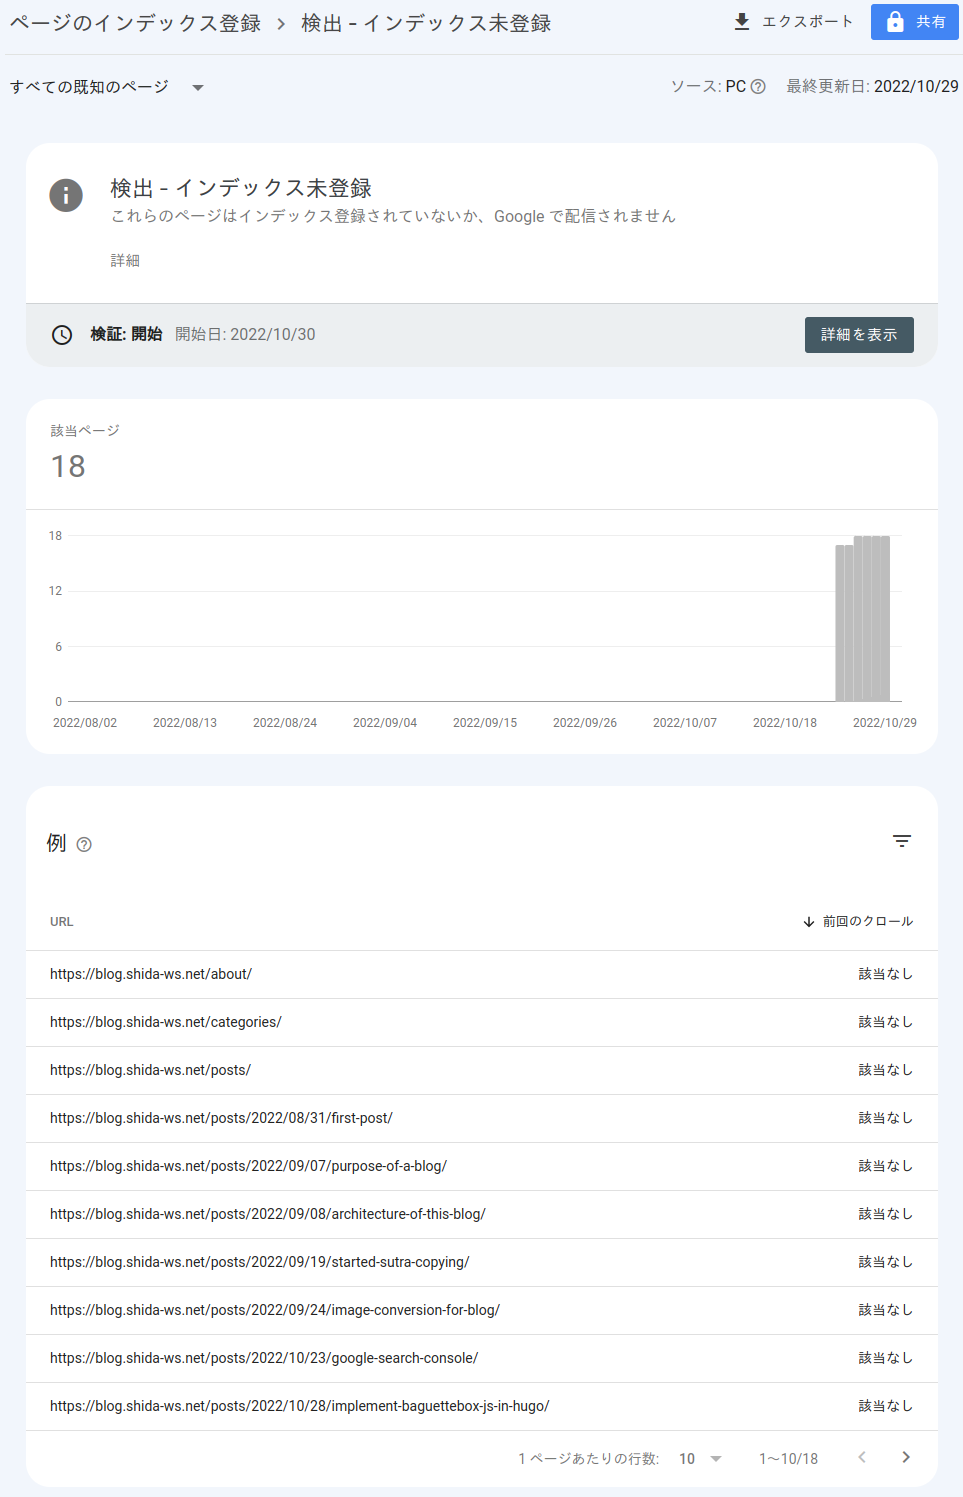 ページのインデックス登録 > 検出 - インデックス未登録 エクスポート 共有
すべての既知のページ ソース: PC 最終更新日: 2022/10/29
検出 - インデックス未登録
これらのページはインデックス登録されていないか、Google で配信されません
詳細
検証: 開始 開始日: 2022/10/30 詳細を表示
該当ページ
18
18
12
6
0
2022/08/02 2022/08/13 2022/08/24 2022/09/04 2022/09/15 2022/09/26 2022/10/07 2022/10/18 2022/10/29
例
URL 前回のクロール
https://blog.shida-ws.net/about/ 該当なし
https://blog.shida-ws.net/categories/ 該当なし
https://blog.shida-ws.net/posts/ 該当なし
https://blog.shida-ws.net/posts/2022/08/31/first-post/ 該当なし
https://blog.shida-ws.net/posts/2022/09/07/purpose-of-a-blog/ 該当なし
https://blog.shida-ws.net/posts/2022/09/08/architecture-of-this-blog/ 該当なし
https://blog.shida-ws.net/posts/2022/09/19/started-sutra-copying/ 該当なし
https://blog.shida-ws.net/posts/2022/09/24/image-conversion-for-blog/ 該当なし
https://blog.shida-ws.net/posts/2022/10/23/google-search-console/ 該当なし
https://blog.shida-ws.net/posts/2022/10/28/implement-baguettebox-js-in-hugo/ 該当なし
1 ページあたりの行数: 10 1～10/18